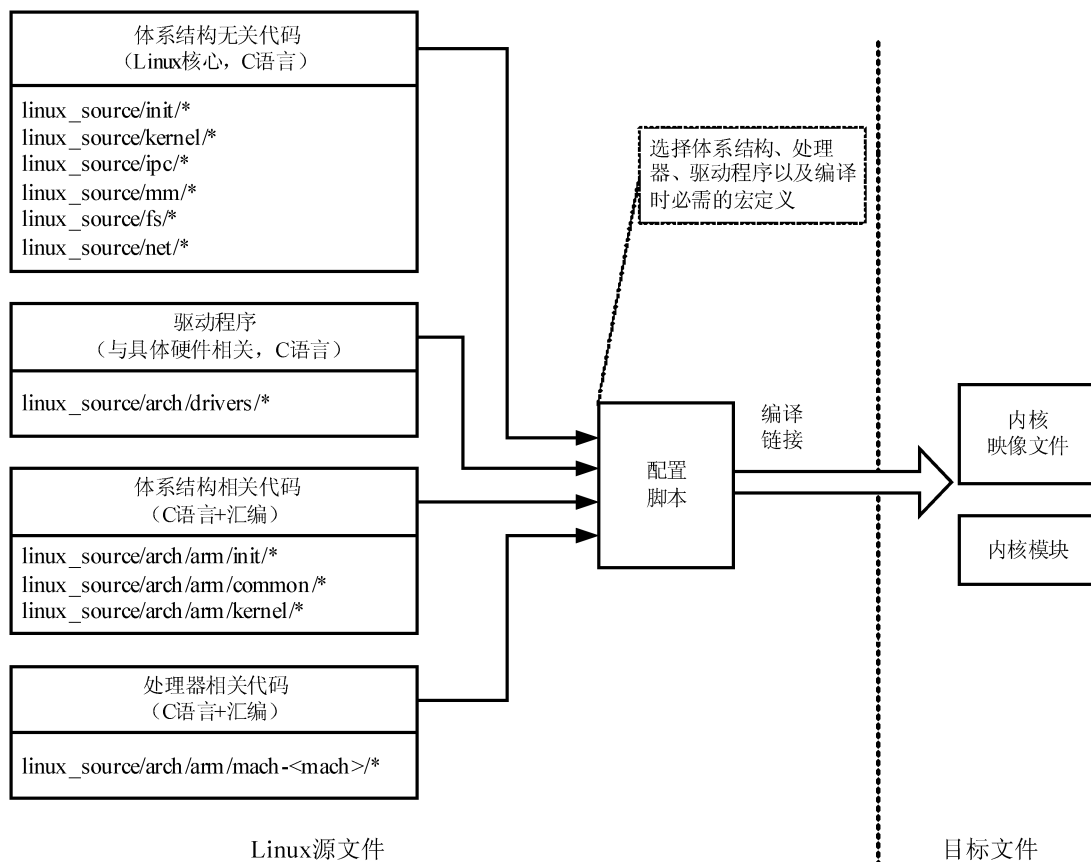 体系结构无关代码
（Linux核心，C语言）
linux_source/init/*
linux_source/kernel/*
linux_source/ipc/*
linux_source/mm/*
linux_source/fs/*
linux_source/net/*
驱动程序
（与具体硬件相关，C语言）
linux_source/arch/drivers/*
体系结构相关代码
（C语言+汇编）
linux_source/arch/arm/init/*
linux_source/arch/arm/common/*
linux_source/arch/arm/kernel/*
处理器相关代码
（C语言+汇编）
linux_source/arch/arm/mach-<mach>/*
选择体系结构、处理
器、驱动程序以及编译
时必需的宏定义
配置
脚本
编译
链接
内核
映像文件
内核模块
Linux源文件
目标文件